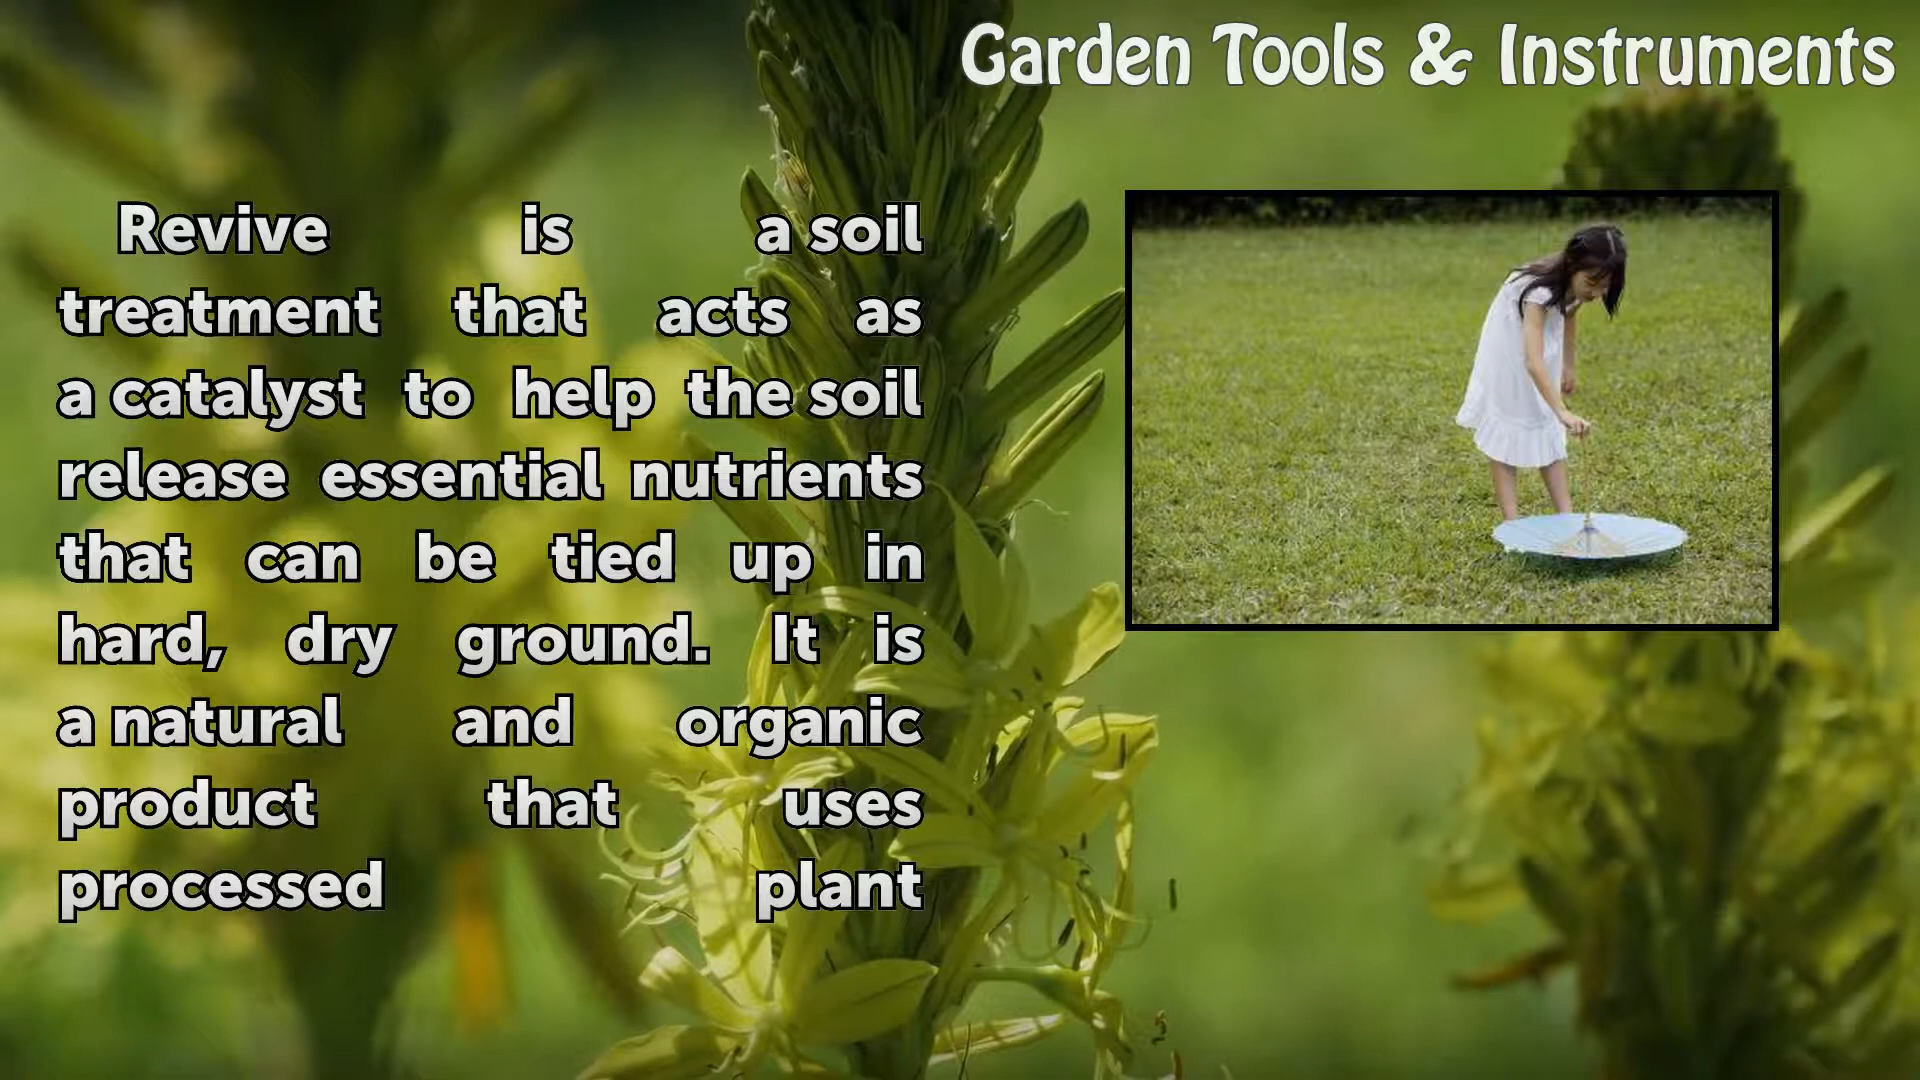 Garden Tools & Instruments
Revive is a soil
treatment that acts as
a catalyst to help the soil
release essential nutrients
that can be tied up in
hard, dry ground. It is
a natural and organic
product that uses
processed plant